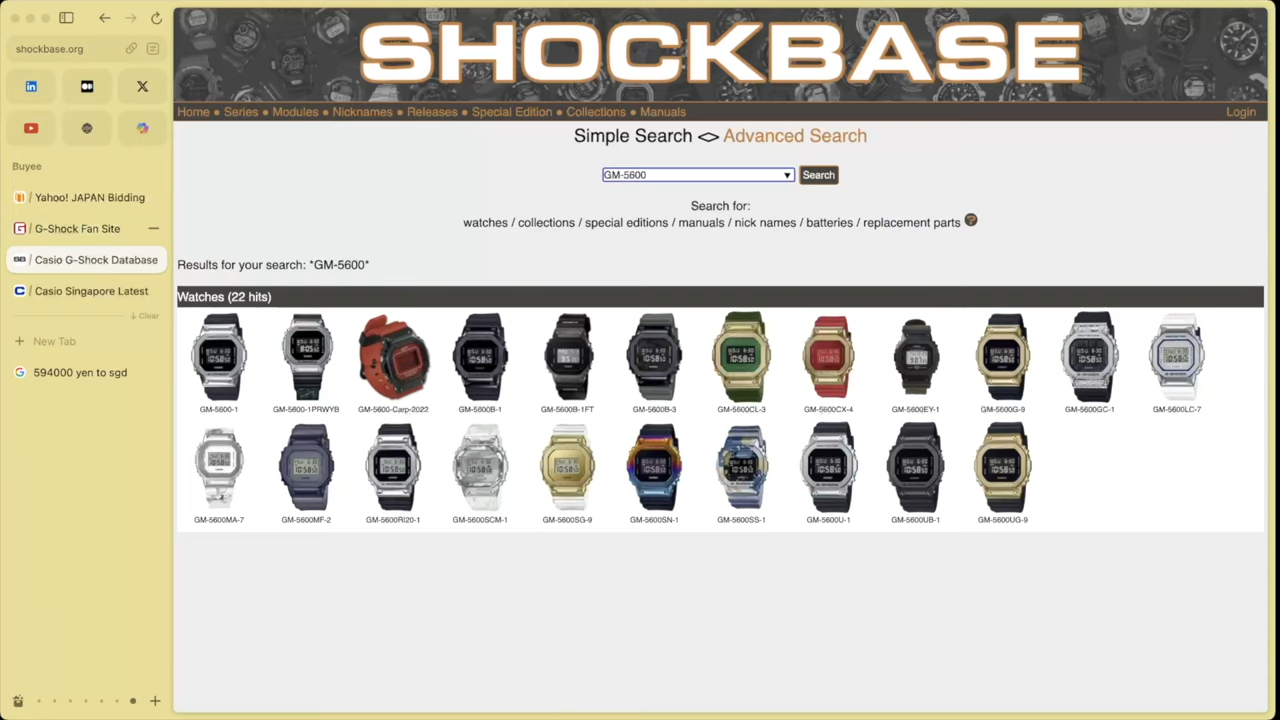 shockbase.org
Buyee
/ Yahoo! JAPAN Bidding
/ G-Shock Fan Site
SB / Casio G-Shock Database
/ Casio Singapore Latest
↓ Clear
+ New Tab
594000 yen to sgd
SHOCKBASE
Home ● Series ● Modules ● Nicknames ● Releases ● Special Edition ● Collections ● Manuals
Login
Simple Search <> Advanced Search
GM-5600
Search
Search for:
watches / collections / special editions / manuals / nick names / batteries / replacement parts ?
Results for your search: *GM-5600*
Watches (22 hits)
GM-5600-1 GM-5600-1PRWYB GM-5600-Carp-2022 GM-5600B-1 GM-5600B-1FT GM-5600B-3 GM-5600CL-3 GM-5600CX-4 GM-5600EY-1 GM-5600G-9 GM-5600GC-1 GM-5600LC-7
GM-5600MA-7 GM-5600MF-2 GM-5600RI20-1 GM-5600SCM-1 GM-5600SG-9 GM-5600SN-1 GM-5600SS-1 GM-5600U-1 GM-5600UB-1 GM-5600UG-9